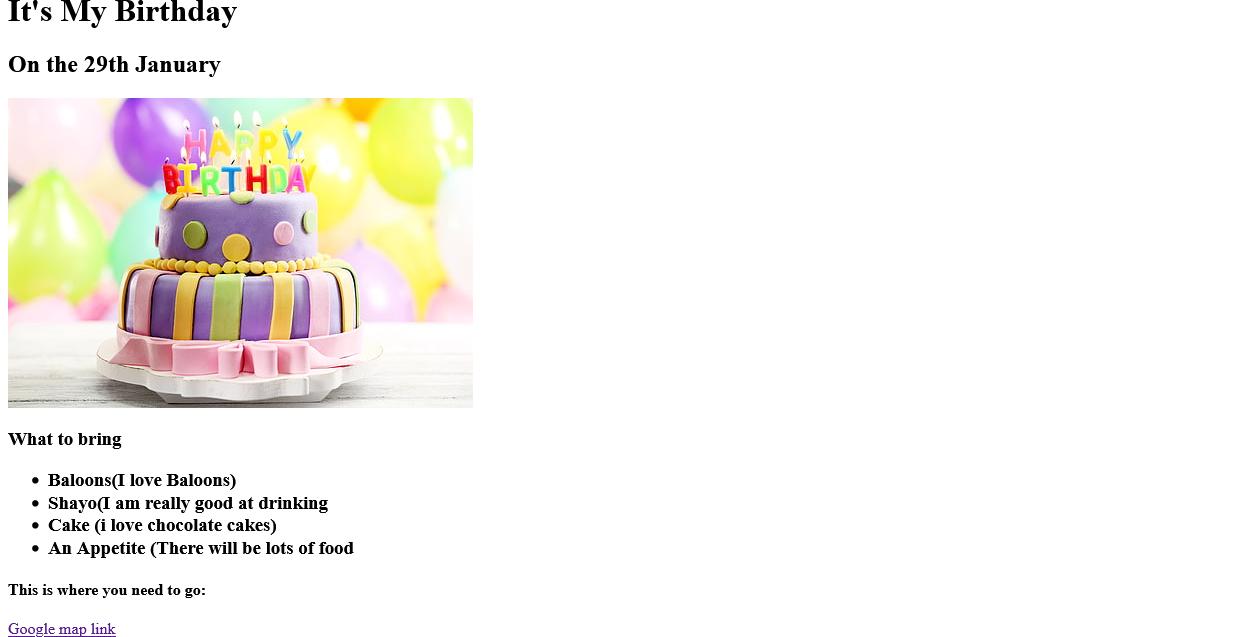 It's My Birthday
On the 29th January
HAPPY
BIRTHDAY
What to bring
Baloons(I love Baloons)
Shayo(I am really good at drinking
Cake (i love chocolate cakes)
An Appetite (There will be lots of food
This is where you need to go:
Google map link